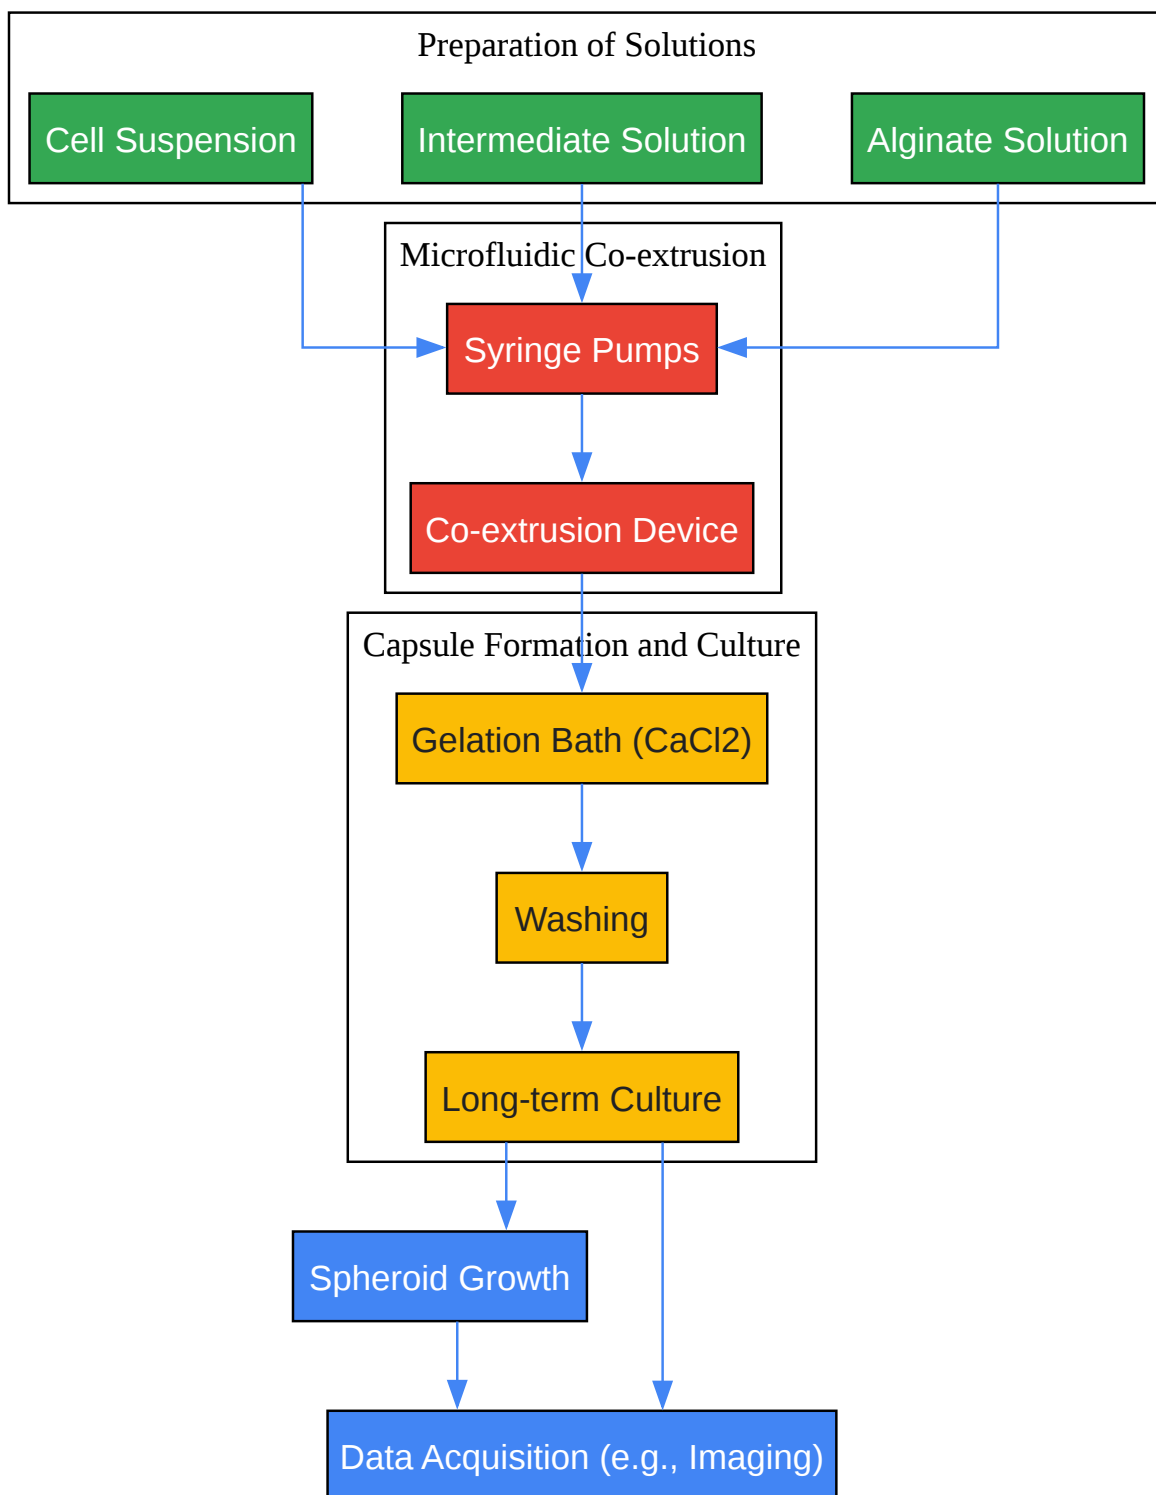 Preparation of Solutions
Cell Suspension
Intermediate Solution
Alginate Solution
Microfluidic Co-extrusion
Syringe Pumps
Co-extrusion Device
Capsule Formation and Culture
Gelation Bath (CaCl2)
Washing
Long-term Culture
Spheroid Growth
Data Acquisition (e.g., Imaging)